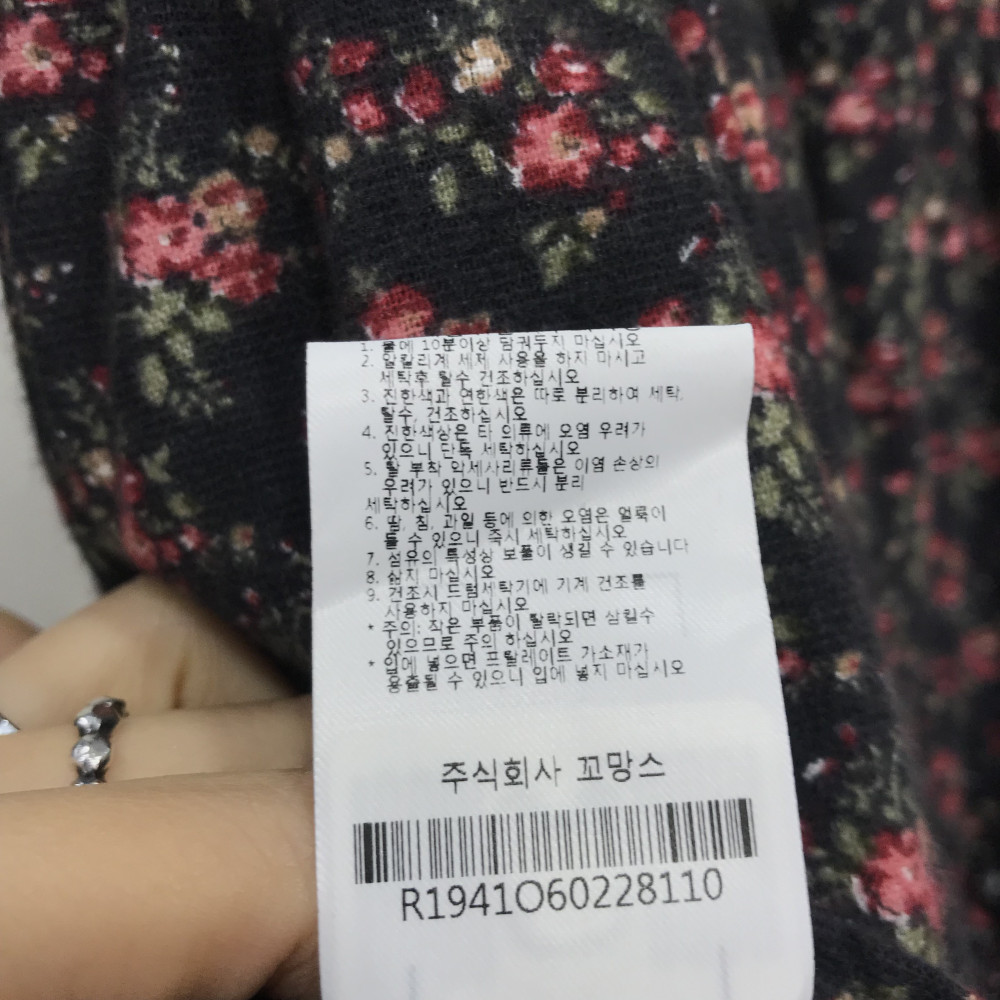 1. 물에 10분이상 담궈두지 마십시오
2. 알칼리계 세제 사용을 하지 마시고
세탁후 탈수 건조하십시오
3. 진한색과 연한색은 따로 분리하여 세탁,
탈수, 건조하십시오
4. 진한색상은 타 의류에 오염 우려가
있으니 단독 세탁하십시오
5. 탈 부착 악세사리류들은 이염 손상의
우려가 있으니 반드시 분리
세탁하십시오
6. 땀, 침, 과일 등에 의한 오염은 얼룩이
될 수 있으니 즉시 세탁하십시오
7. 섬유의 특성상 보풀이 생길 수 있습니다
8. 삶지 마십시오
9. 건조시 드럼세탁기에 기계 건조를
사용하지 마십시오
* 주의: 작은 부품이 탈락되면 삼킬수
있으므로 주의 하십시오
* 입에 넣으면 프탈레이트 가소재가
용출될 수 있으니 입에 넣지 마십시오
주식회사 꼬망스
R1941O60228110